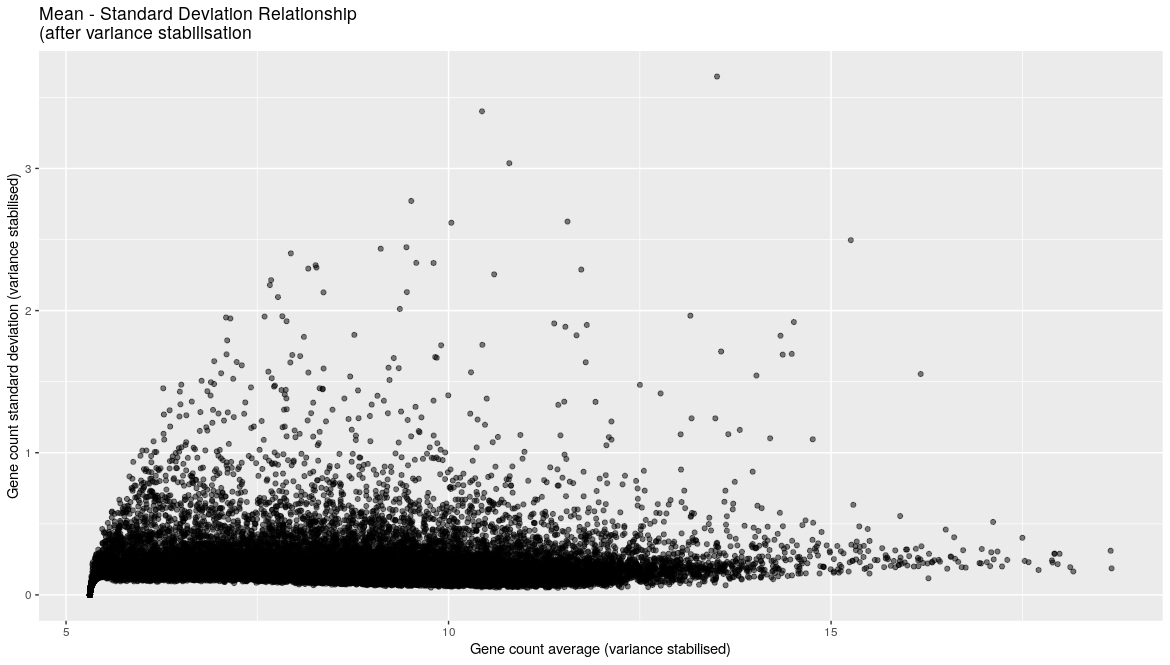 Mean - Standard Deviation Relationship
(after variance stabilisation
Gene count standard deviation (variance stabilised)
3
2
1
0
5
10
15
Gene count average (variance stabilised)